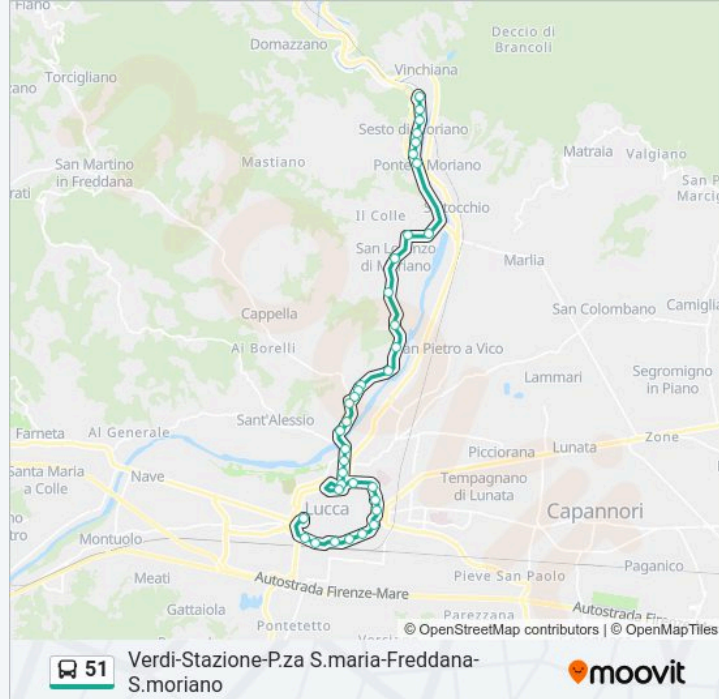 Fiano
Deccio di
Brancoli
Domazzano
Vinchiana
Torcigliano
Sesto di Moriano
Matraia
Valgiano
San Martino
in Freddana
Mastiano
Ponte Moriano
rati
San P
Marcig
Il Colle
Saltocchio
San Lorenzo
di Moriano
Marlia
San Colombano
Camiglia
Cappella
Ai Borelli
San Pietro a Vico
Lammari
Segromigno
in Piano
Sant'Alessio
Fameta
Al Generale
Zone
Picciorana
Lunata
Santa Maria
a Colle
Nave
Tempagnano
di Lunata
Lucca
Capannori
Montuolo
Paganico
Meati
Autostrada Firenze-Mare
Pieve San Paolo
Gattaiola
Parezzana
Autostrada Firenze
Pontetetto
© OpenStreetMap contributors | © OpenMapTiles
51
Verdi-Stazione-P.za S.maria-Freddana-
S.moriano
moovit